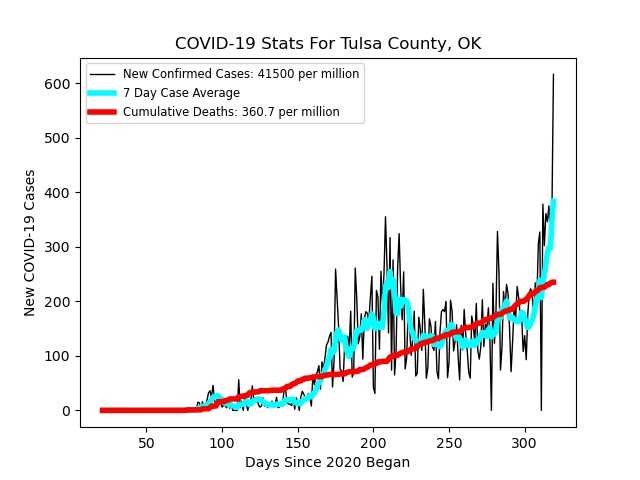 COVID-19 Stats For Tulsa County, OK
New Confirmed Cases: 41500 per million
7 Day Case Average
Cumulative Deaths: 360.7 per million
New COVID-19 Cases
600
500
400
300
200
100
0
50 100 150 200 250 300
Days Since 2020 Began